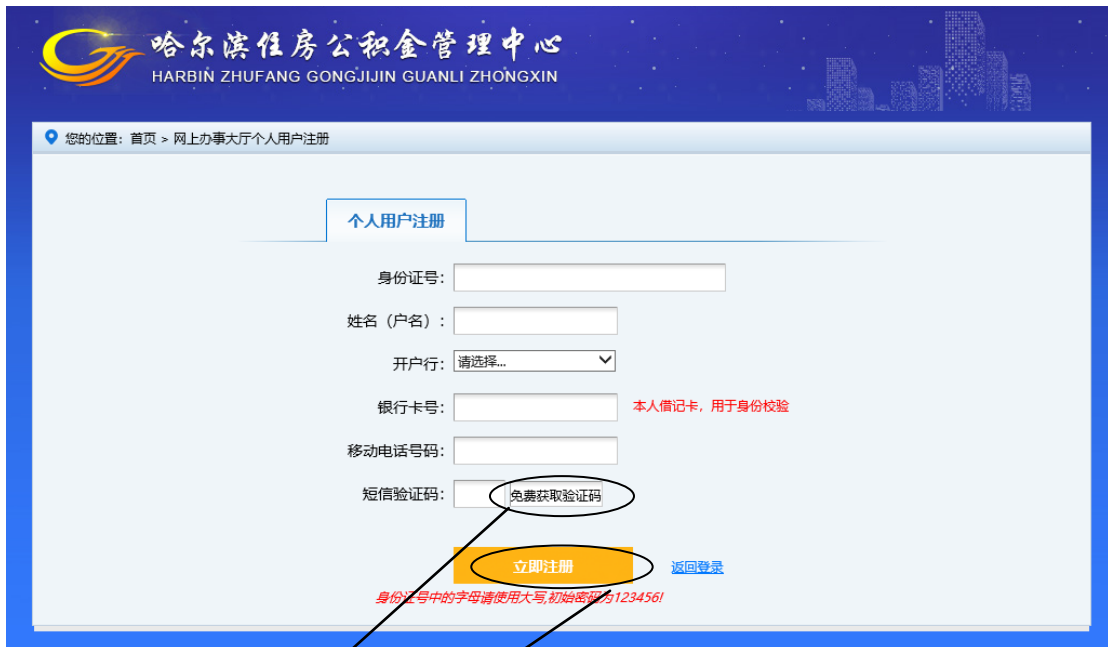 哈尔滨住房公积金管理中心
HARBIN ZHUFANG GONGJIJIN GUANLI ZHONGXIN
您的位置：首页 > 网上办事大厅个人用户注册
个人用户注册
身份证号：
姓名（户名）：
开户行： 请选择...
银行卡号： 本人借记卡，用于身份校验
移动电话号码：
短信验证码： 免费获取验证码
立即注册 返回登录
身份证号中的字母请使用大写,初始密码为123456!